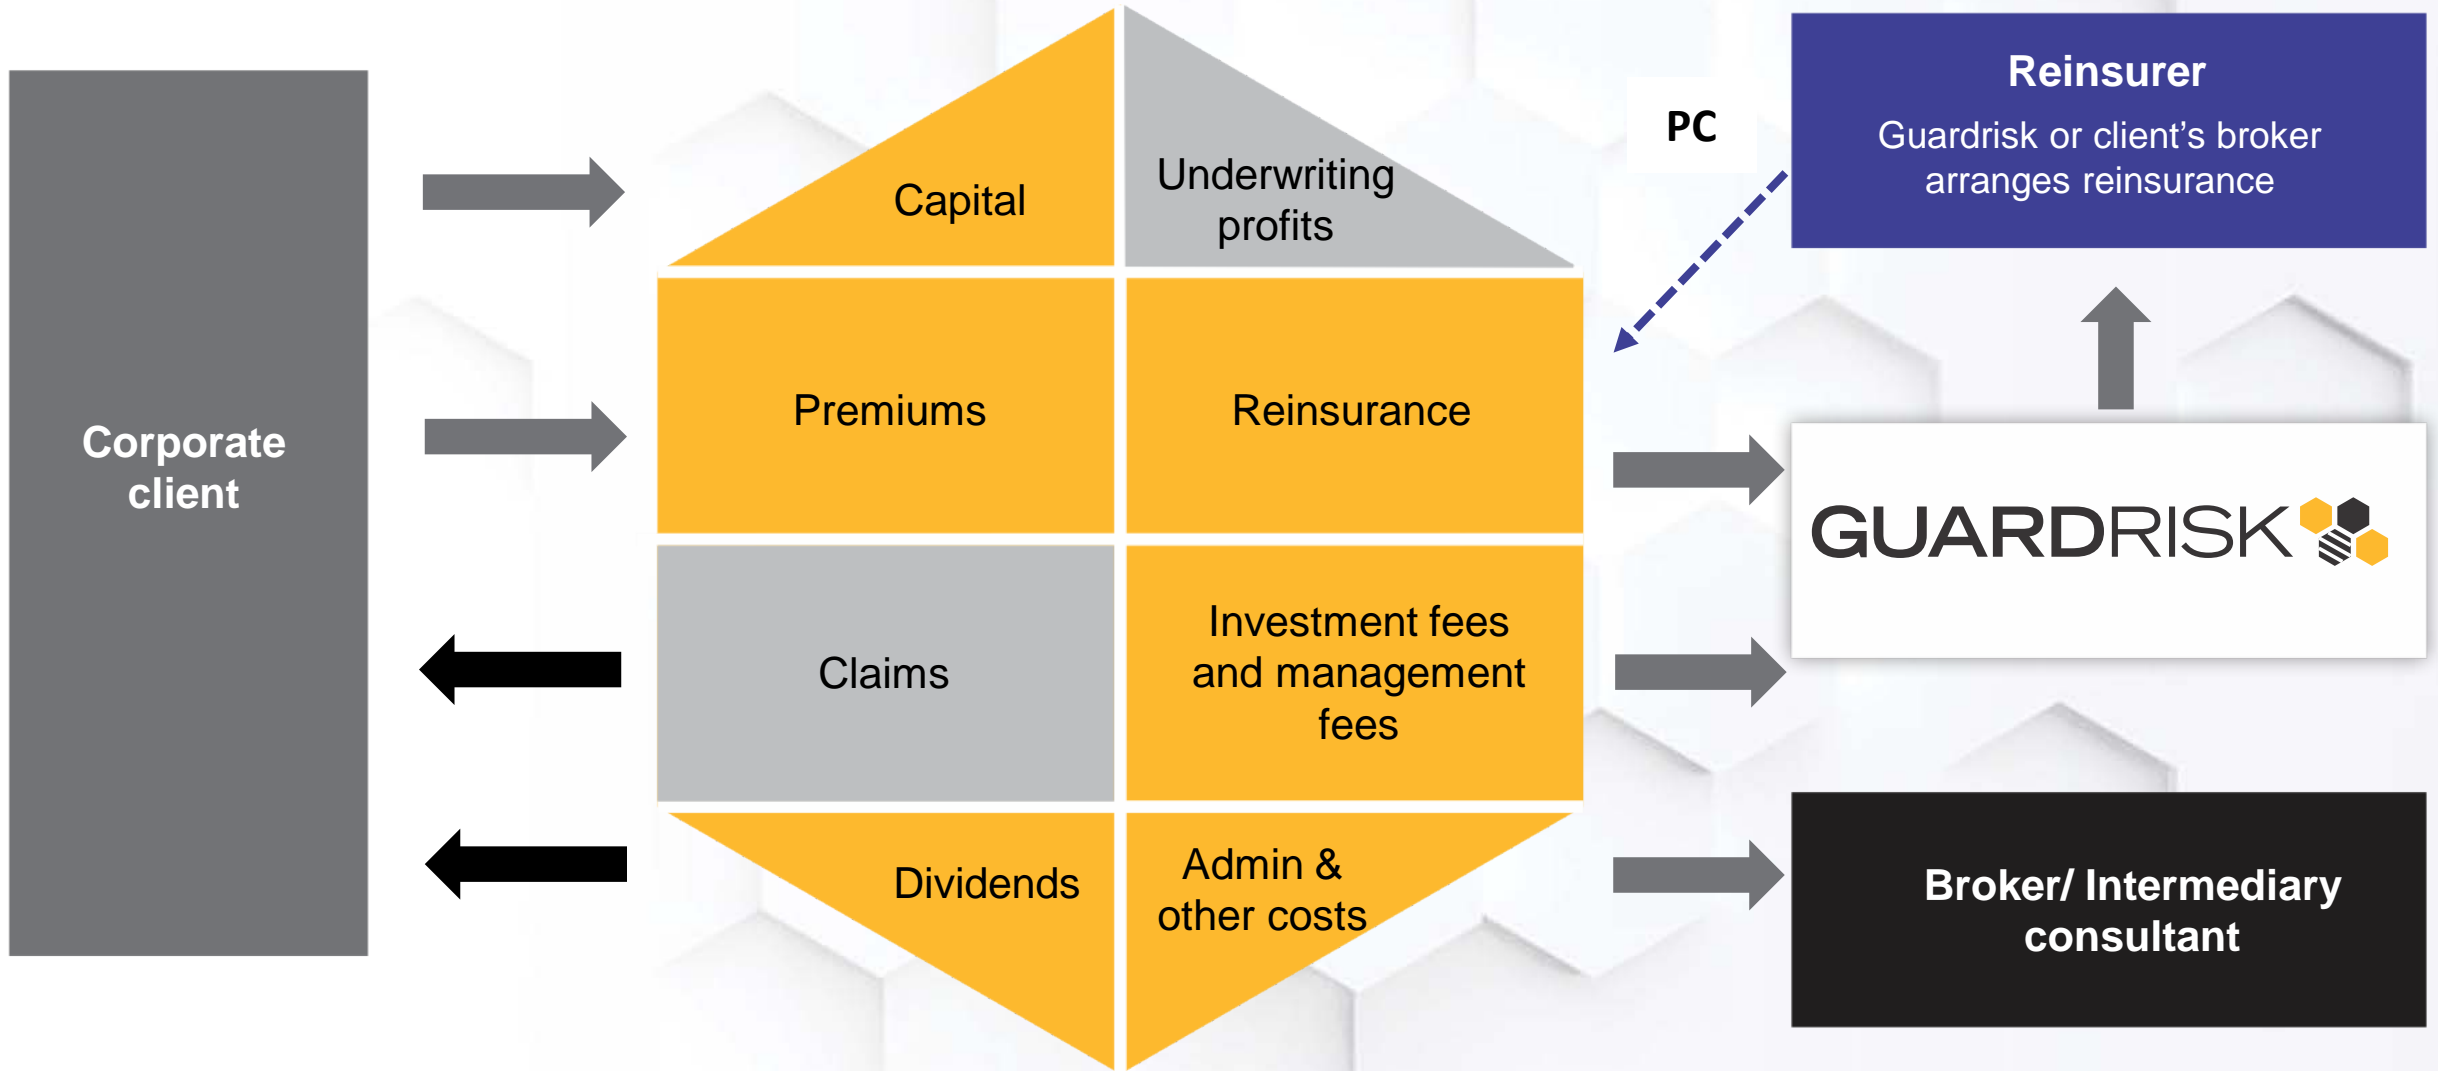 Corporate
client
Capital
Underwriting
profits
Premiums
Reinsurance
Claims
Investment fees
and management
fees
Dividends
Admin &
other costs
PC
Reinsurer
Guardrisk or client’s broker
arranges reinsurance
GUARDRISK
Broker/ Intermediary
consultant